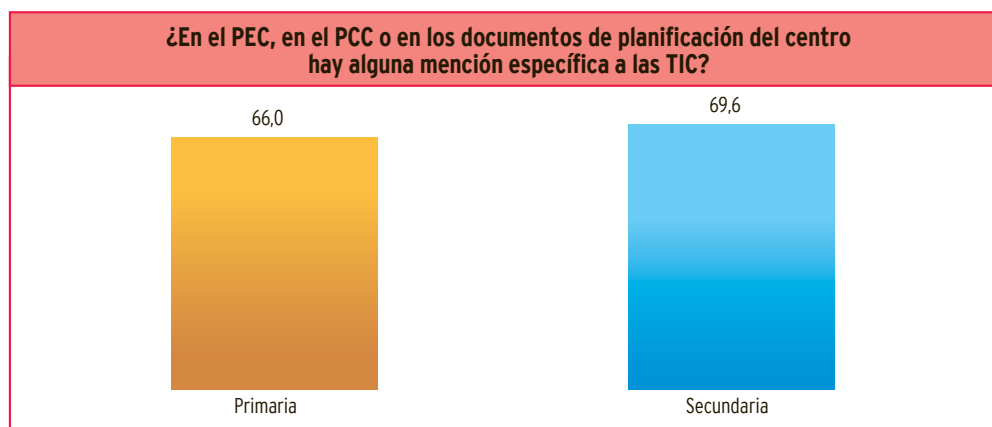 ¿En el PEC, en el PCC o en los documentos de planificación del centro
hay alguna mención específica a las TIC?
66,0
69,6
Primaria
Secundaria